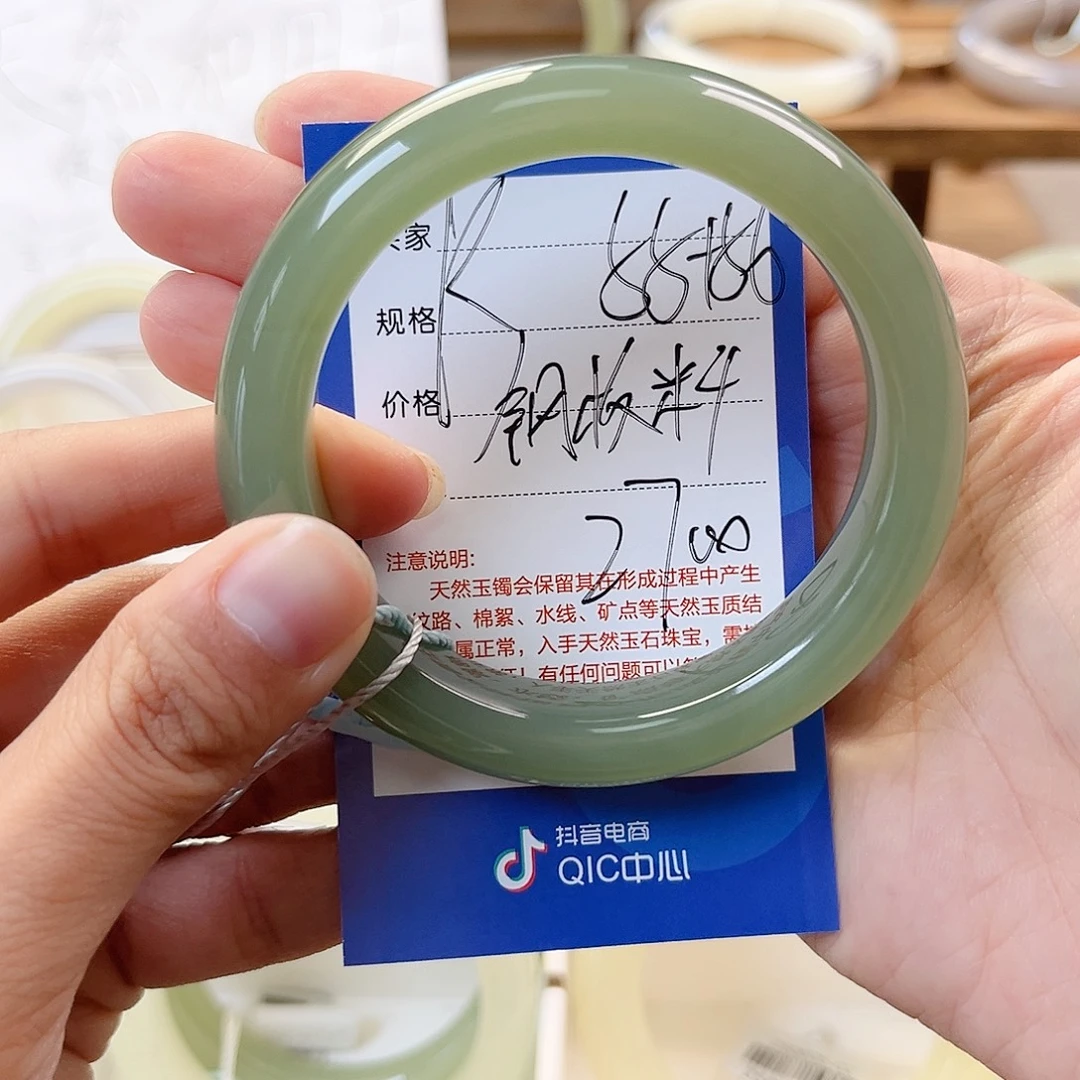 家
规格
价格
钢板料
2700
注意说明:
天然玉镯会保留其在形成过程中产生
纹路、棉絮、水线、矿点等天然玉质结
属正常，入手天然玉石珠宝，需
有任何问题可以
抖音电商
QIC中心